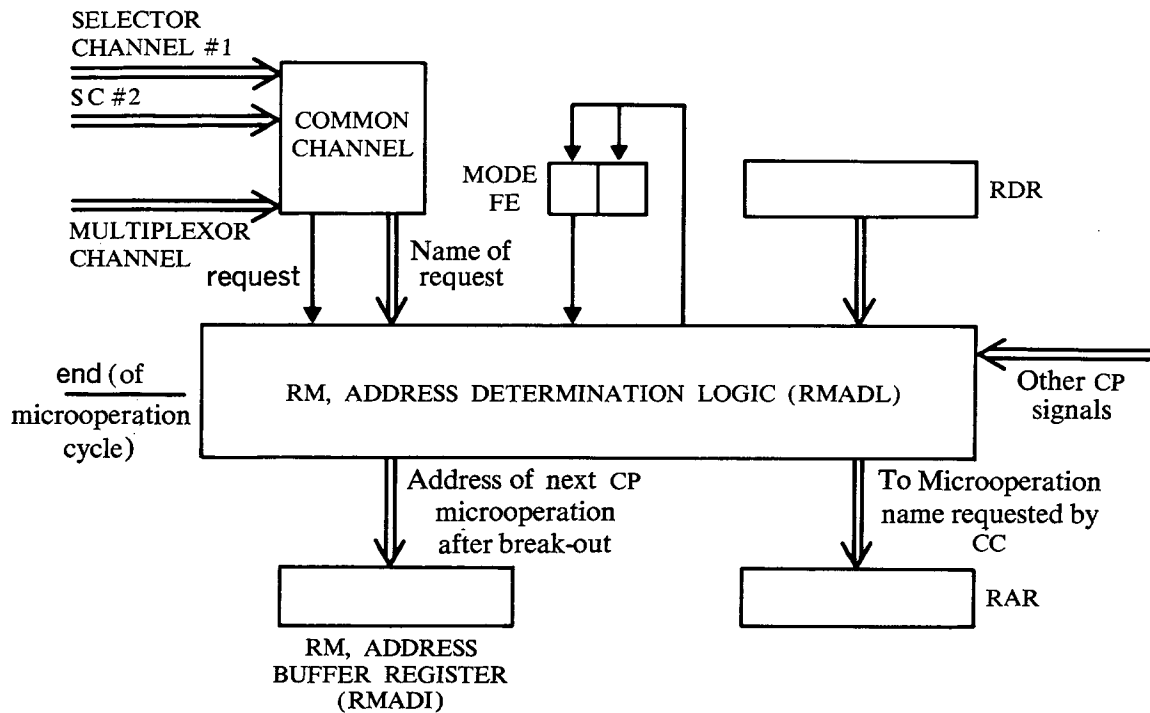 SELECTOR
CHANNEL #1
SC #2
COMMON
CHANNEL
MULTIPLEXOR
CHANNEL
request
Name of
request
MODE
FE
RDR
end (of
microoperation
cycle)
RM, ADDRESS DETERMINATION LOGIC (RMADL)
Other CP
signals
Address of next CP
microoperation
after break-out
To Microoperation
name requested by
CC
RM, ADDRESS
BUFFER REGISTER
(RMADI)
RAR